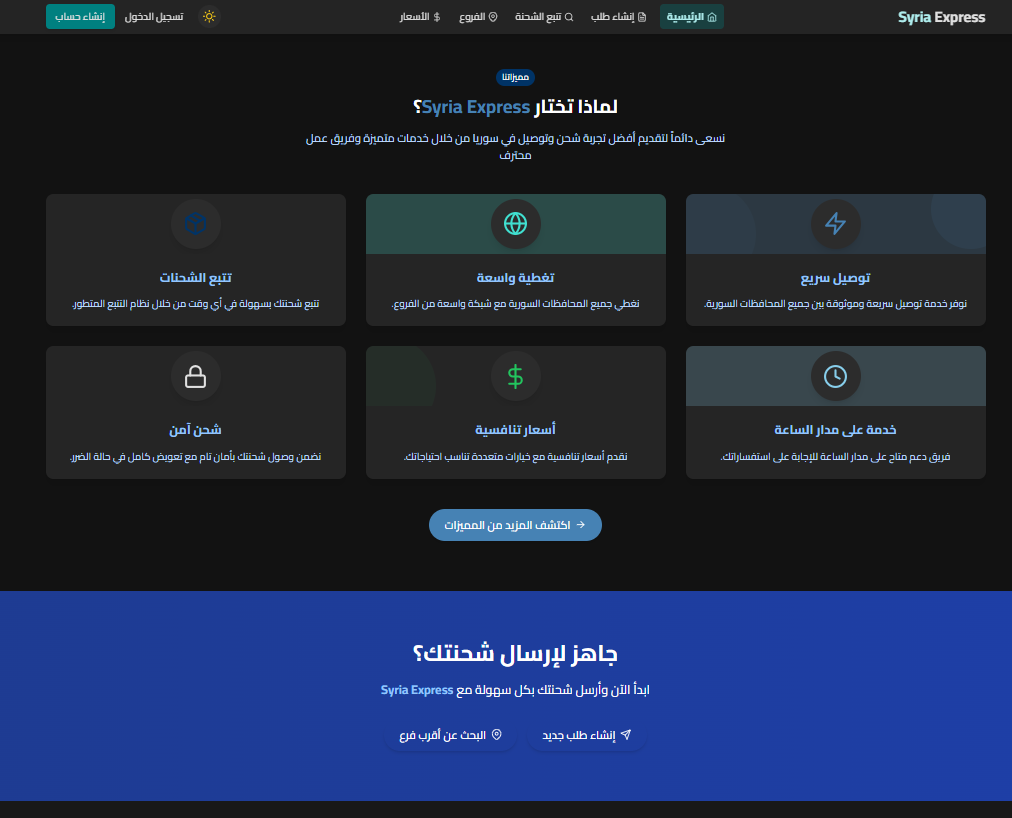 Syria Express
الرئيسية
إنشاء طلب
تتبع الشحنة
الفروع
الأسعار
تسجيل الدخول
إنشاء حساب
مميزاتنا
لماذا تختار Syria Express؟
نسعى دائماً لتقديم أفضل تجربة شحن وتوصيل في سوريا من خلال خدمات متميزة وفريق عمل
محترف
توصيل سريع
نوفر خدمة توصيل سريعة وموثوقة بين جميع المحافظات السورية.
تغطية واسعة
نغطي جميع المحافظات السورية مع شبكة واسعة من الفروع.
تتبع الشحنات
تتبع شحنتك بسهولة في أي وقت من خلال نظام التتبع المتطور.
خدمة على مدار الساعة
فريق دعم متاح على مدار الساعة للإجابة على استفساراتك.
أسعار تنافسية
نقدم أسعار تنافسية مع خيارات متعددة تناسب احتياجاتك.
شحن آمن
نضمن وصول شحنتك بأمان تام مع تعويض كامل في حالة الضرر.
اكتشف المزيد من المميزات
جاهز لإرسال شحنتك؟
ابدأ الآن وأرسل شحنتك بكل سهولة مع Syria Express
إنشاء طلب جديد
البحث عن أقرب فرع